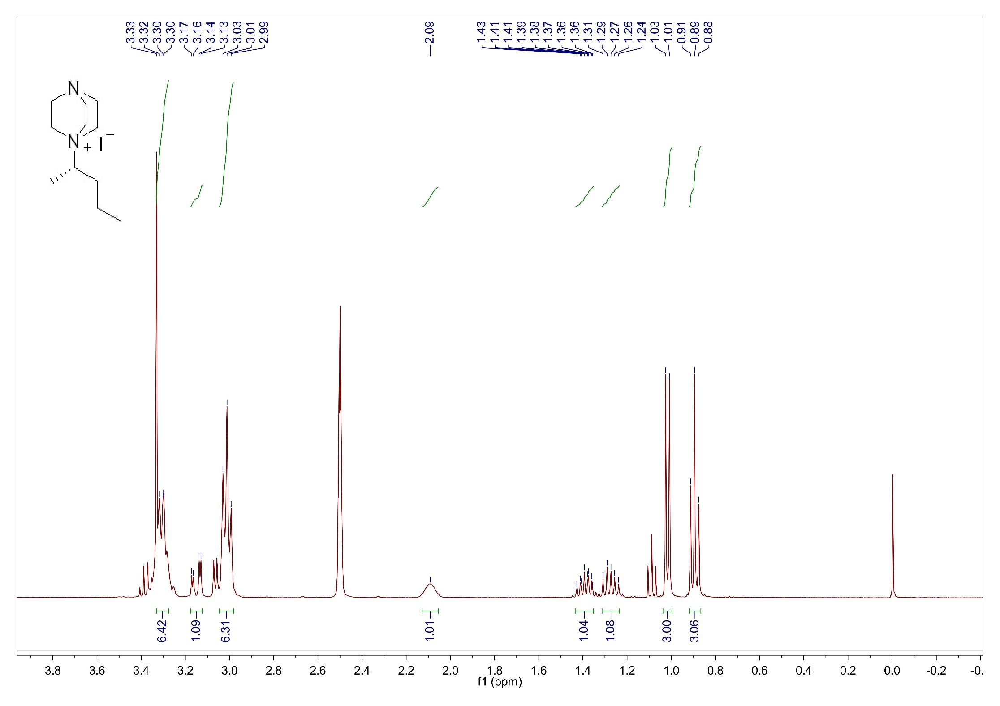 3.33 3.32 3.30 3.30 3.17 3.16 3.14 3.13 3.03 3.01 2.99 2.09 1.43 1.41 1.41 1.39 1.38 1.37 1.36 1.36 1.31 1.29 1.27 1.26 1.24 1.03 1.01 0.91 0.89 0.88
N
N + I −
6.42 1.09 6.31 1.01 1.04 1.08 3.00 3.06
3.8 3.6 3.4 3.2 3.0 2.8 2.6 2.4 2.2 2.0 1.8 1.6 1.4 1.2 1.0 0.8 0.6 0.4 0.2 0.0 -0.2 -0.
f1 (ppm)